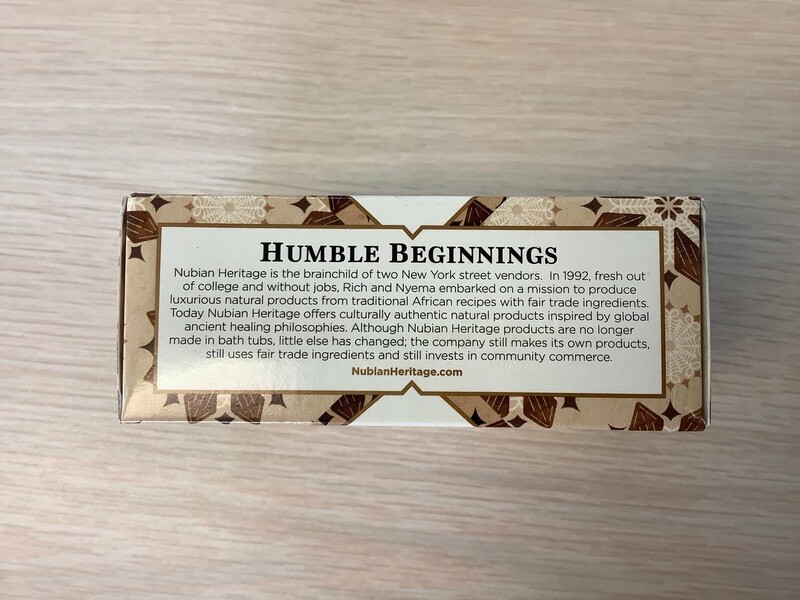 HUMBLE BEGINNINGS
Nubian Heritage is the brainchild of two New York street vendors. In 1992, fresh out
of college and without jobs, Rich and Nyema embarked on a mission to produce
luxurious natural products from traditional African recipes with fair trade ingredients.
Today Nubian Heritage offers culturally authentic natural products inspired by global
ancient healing philosophies. Although Nubian Heritage products are no longer
made in bath tubs, little else has changed; the company still makes its own products,
still uses fair trade ingredients and still invests in community commerce.
NubianHeritage.com